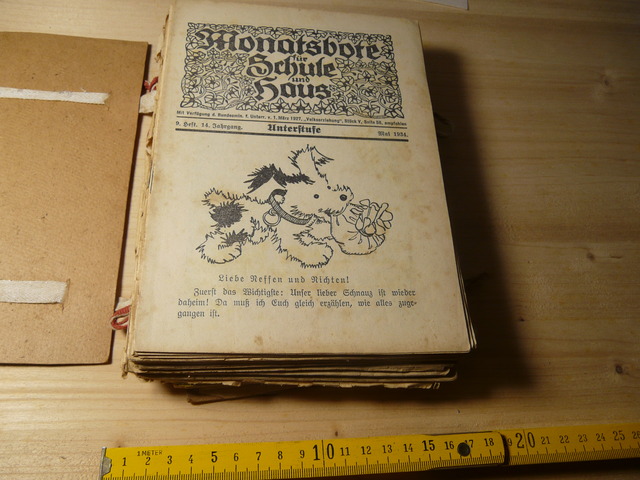 Monatsbote
für
Schule
und
Haus
Mit Verfügung d. Bundesmin. f. Unterr. v. 1. März 1927, „Volkserziehung“, Stück V, Seite 69, empfohlen
9. Heft, 14. Jahrgang.
Unterstufe
Mai 1934.
Liebe Neffen und Nichten!
Zuerst das Wichtigste: Unser lieber Schnauz ist wieder
daheim! Da muß ich Euch gleich erzählen, wie alles zuge-
gangen ist.
1 METER
1 2 3 4 5 6 7 8 9 10 11 12 13 14 15 16 17 18 19 20 21 22 23 24 25 26